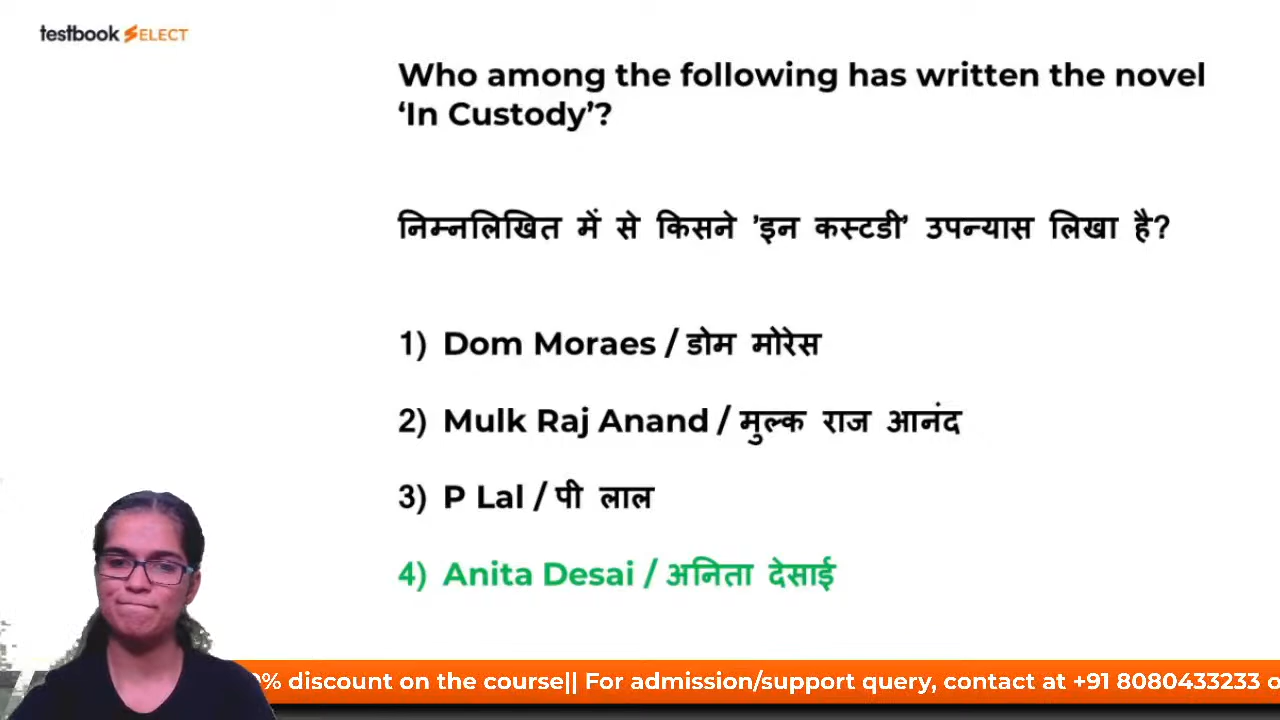 testbook SELECT
Who among the following has written the novel
‘In Custody’?
निम्नलिखित में से किसने ’इन कस्टडी’ उपन्यास लिखा है?
1) Dom Moraes / डोम मोरेस
2) Mulk Raj Anand / मुल्क राज आनंद
3) P Lal / पी लाल
4) Anita Desai / अनिता देसाई
% discount on the course|| For admission/support query, contact at +91 8080433233 o